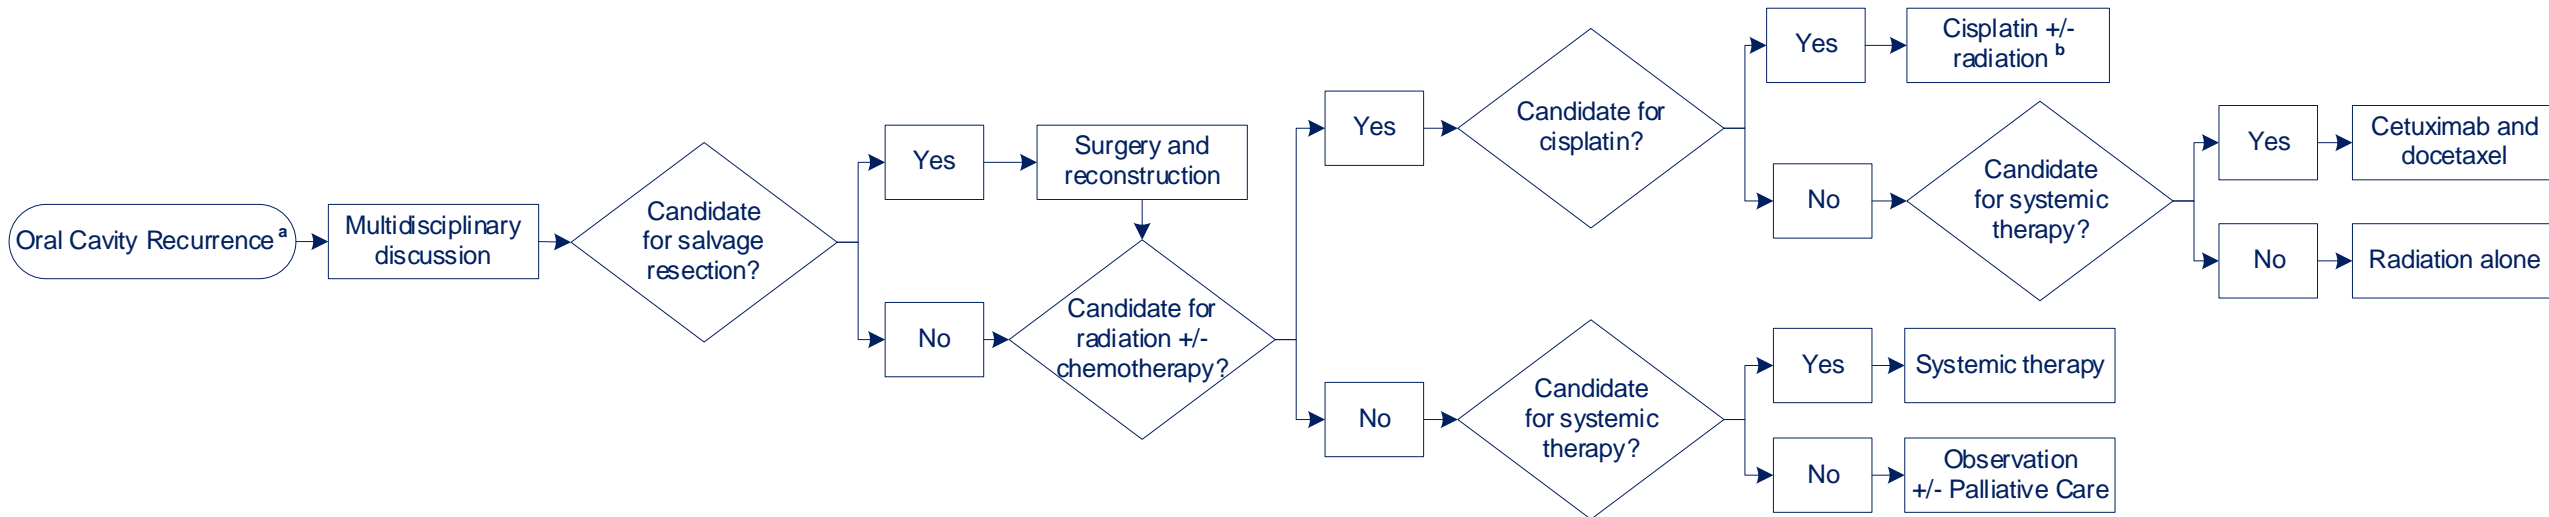 Oral Cavity Recurrence a
Multidisciplinary
discussion
Candidate
for salvage
resection?
Yes
Surgery and
reconstruction
No
Candidate for
radiation +/-
chemotherapy?
Yes
Candidate for
cisplatin?
Yes
Cisplatin +/-
radiation b
No
Candidate
for systemic
therapy?
Yes
Cetuximab and
docetaxel
No
Radiation alone
No
Candidate
for systemic
therapy?
Yes
Systemic therapy
No
Observation
+/- Palliative Care